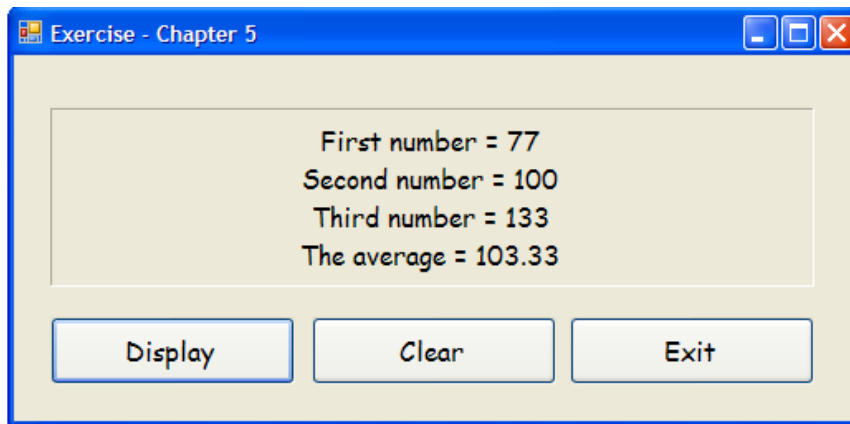 Exercise - Chapter 5
First number = 77
Second number = 100
Third number = 133
The average = 103.33
Display Clear Exit